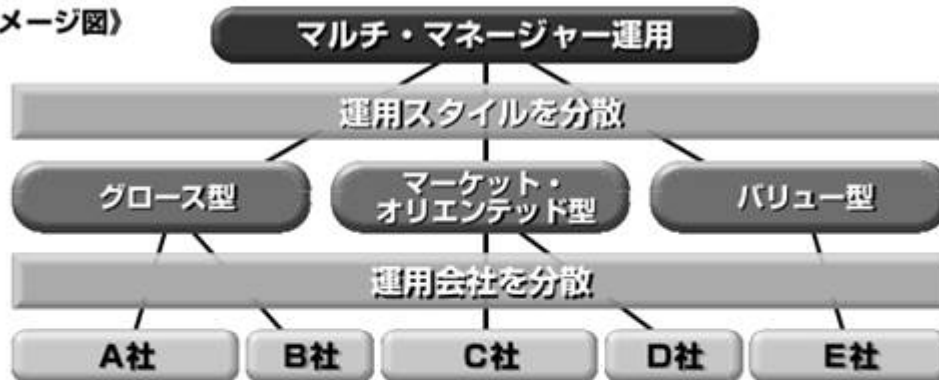 メージ図》
マルチ・マネージャー運用
運用スタイルを分散
グロース型
マーケット・
オリエンテッド型
バリュー型
運用会社を分散
A社
B社
C社
D社
E社